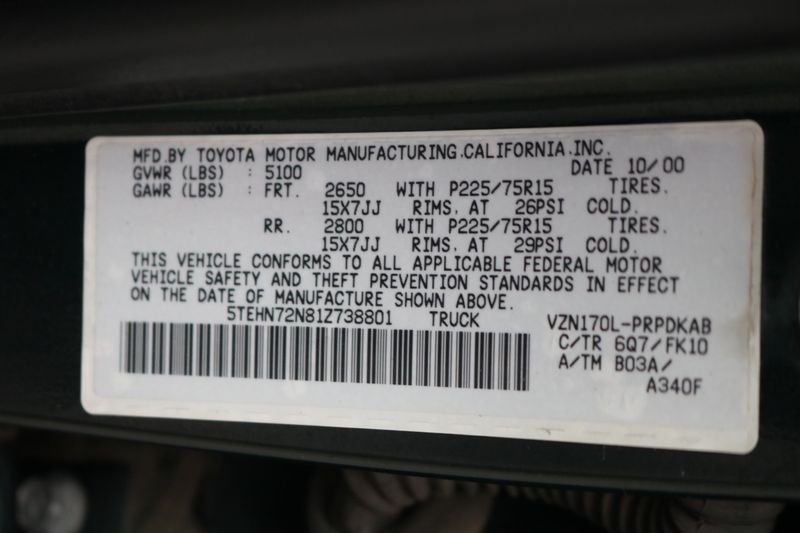 MFD.BY TOYOTA MOTOR MANUFACTURING.CALIFORNIA.INC.
GVWR (LBS) : 5100 DATE 10/00
GAWR (LBS) : FRT. 2650 WITH P225/75R15 TIRES.
15X7JJ RIMS. AT 26PSI COLD.
RR. 2800 WITH P225/75R15 TIRES.
15X7JJ RIMS. AT 29PSI COLD.
THIS VEHICLE CONFORMS TO ALL APPLICABLE FEDERAL MOTOR
VEHICLE SAFETY AND THEFT PREVENTION STANDARDS IN EFFECT
ON THE DATE OF MANUFACTURE SHOWN ABOVE.
5TEHN72N81Z738801 TRUCK VZN170L-PRPDKAB
C/TR 6Q7/FK10
A/TM B03A/
A340F